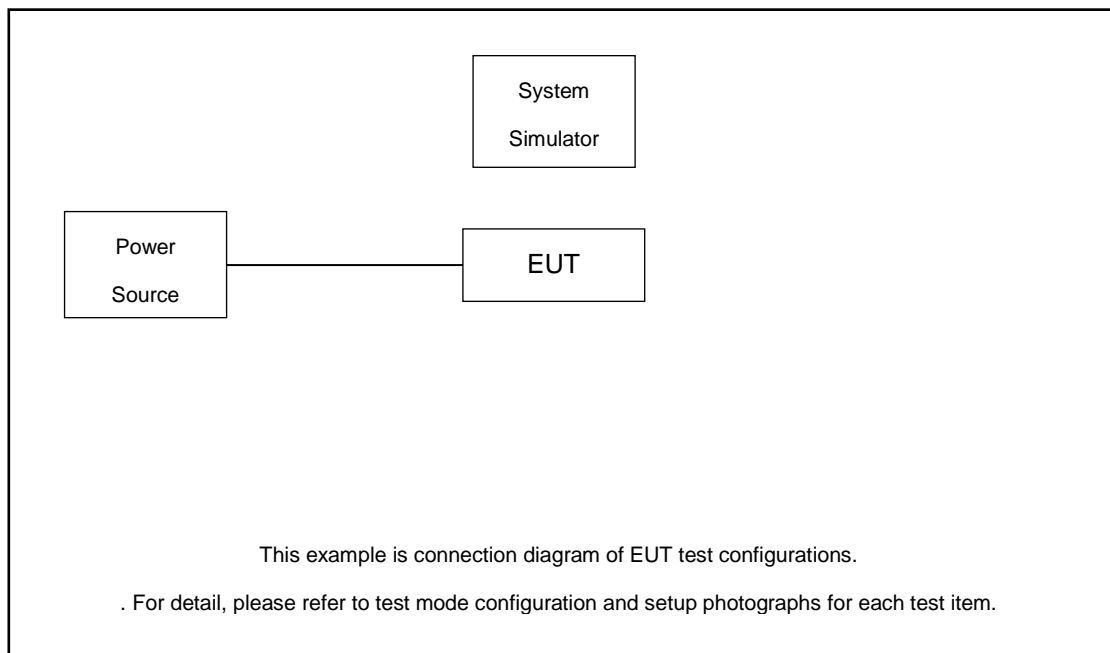 System
Simulator
Power
Source
EUT
This example is connection diagram of EUT test configurations.
. For detail, please refer to test mode configuration and setup photographs for each test item.